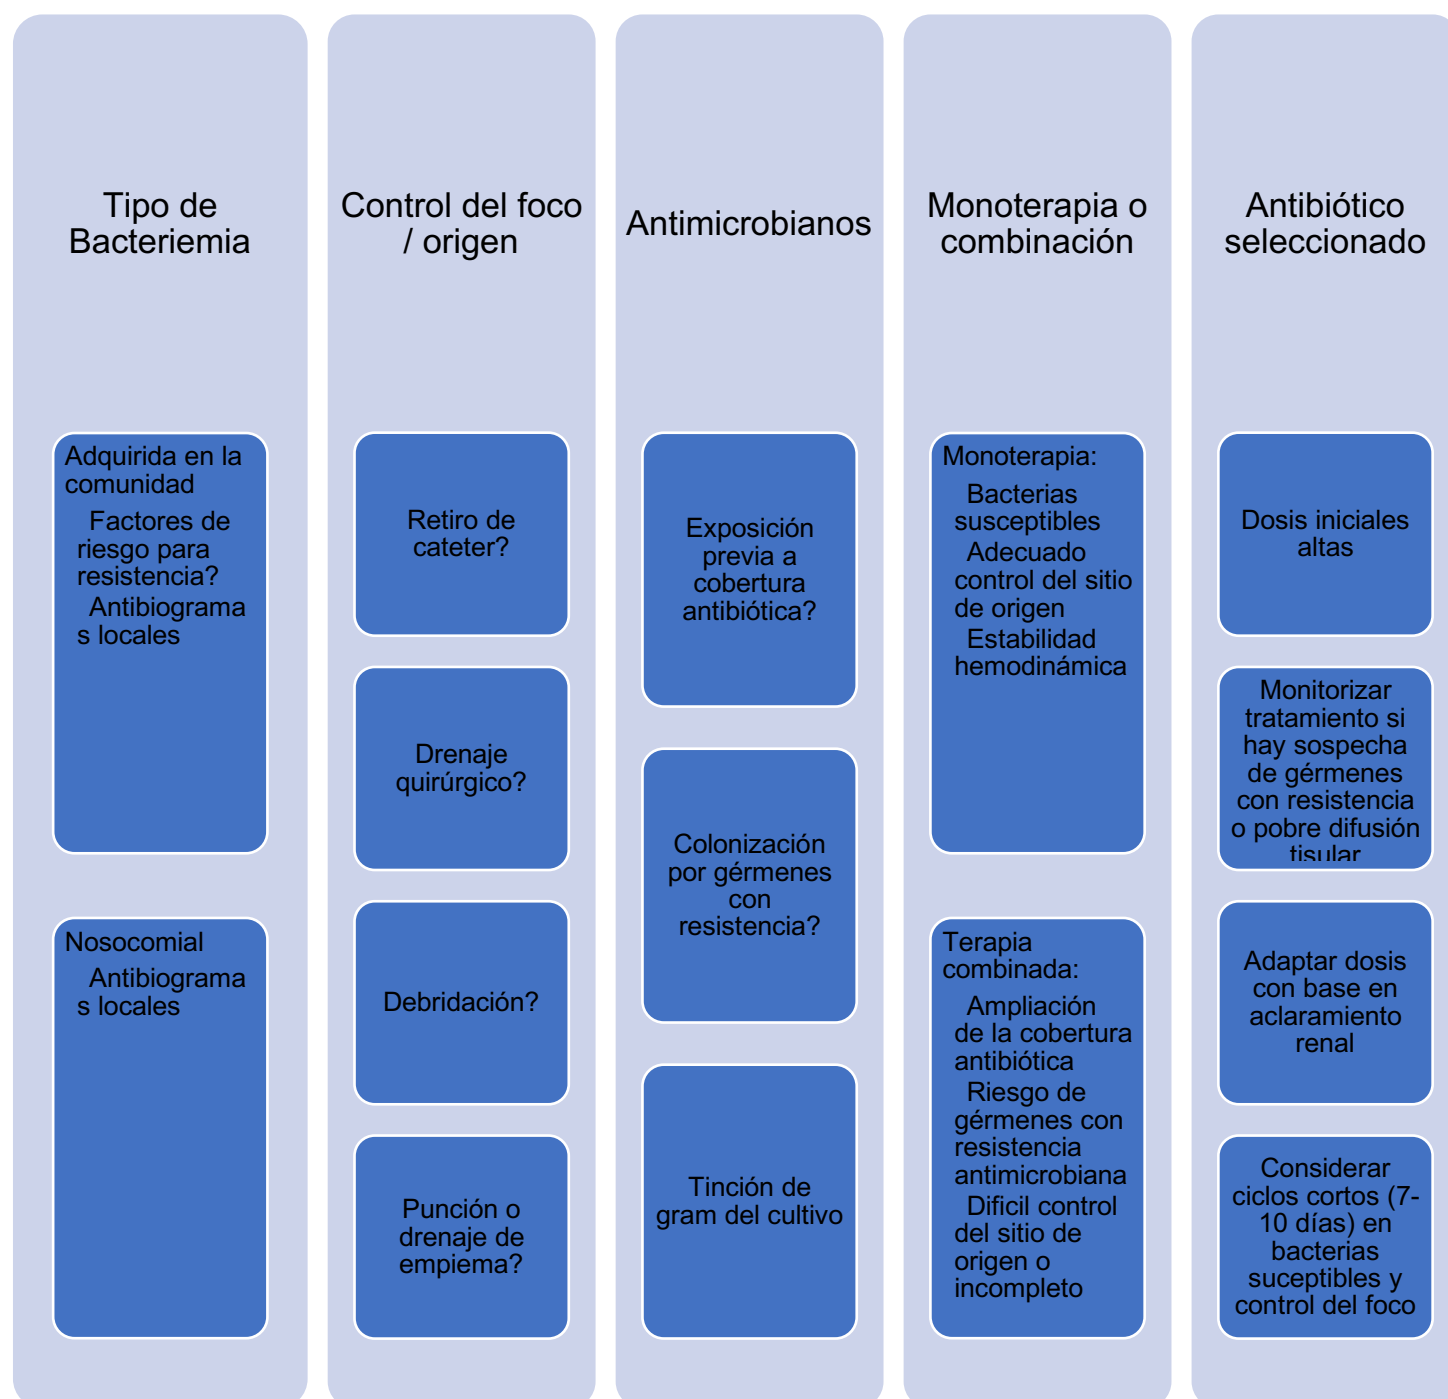 Tipo de
Bacteriemia
Adquirida en la
comunidad
Factores de
riesgo para
resistencia?
Antibiograma
s locales
Nosocomial
Antibiograma
s locales
Control del foco
/ origen
Retiro de
cateter?
Drenaje
quirúrgico?
Debridación?
Punción o
drenaje de
empiema?
Antimicrobianos
Exposición
previa a
cobertura
antibiótica?
Colonización
por gérmenes
con
resistencia?
Tinción de
gram del cultivo
Monoterapia o
combinación
Monoterapia:
Bacterias
susceptibles
Adecuado
control del sitio
de origen
Estabilidad
hemodinámica
Terapia
combinada:
Ampliación
de la cobertura
antibiótica
Riesgo de
gérmenes con
resistencia
antimicrobiana
Dificil control
del sitio de
origen o
incompleto
Antibiótico
seleccionado
Dosis iniciales
altas
Monitorizar
tratamiento si
hay sospecha
de gérmenes
con resistencia
o pobre difusión
tisular
Adaptar dosis
con base en
aclaramiento
renal
Considerar
ciclos cortos (7-
10 días) en
bacterias
suceptibles y
control del foco